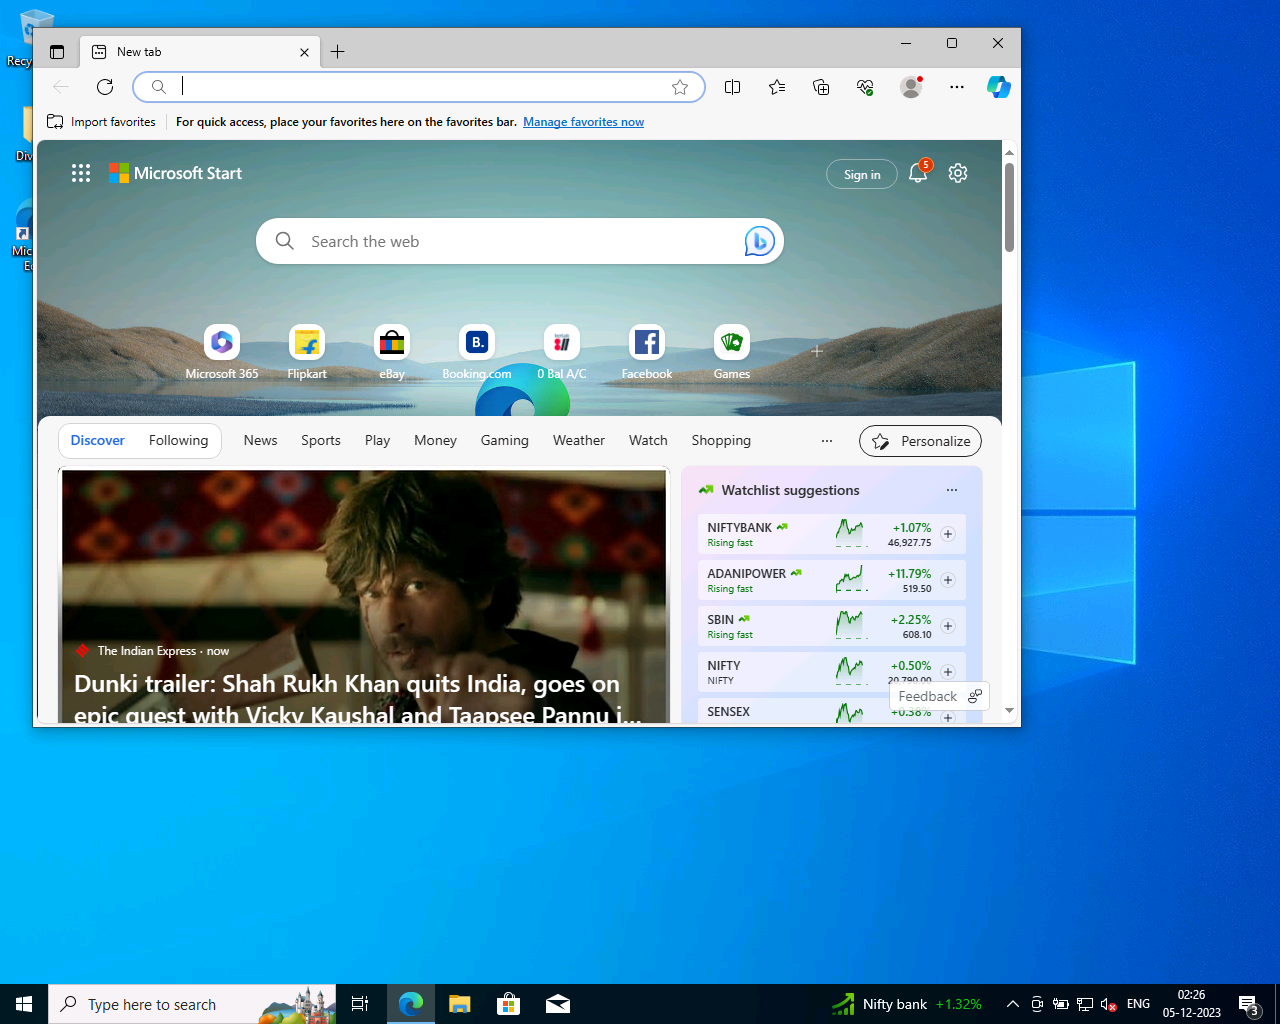 Recyc
New tab
Import favorites
For quick access, place your favorites here on the favorites bar. Manage favorites now
Microsoft Start
Sign in
5
Search the web
Microsoft 365
Flipkart
eBay
B.
Booking.com
0 Bal A/C
Facebook
Games
Div
Mic
Ed
Discover
Following
News
Sports
Play
Money
Gaming
Weather
Watch
Shopping
Personalize
The Indian Express · now
Dunki trailer: Shah Rukh Khan quits India, goes on
epic quest with Vicky Kaushal and Taapsee Pannu i...
Watchlist suggestions
NIFTYBANK +1.07%
Rising fast 46,927.75
ADANIPOWER +11.79%
Rising fast 519.50
SBIN +2.25%
Rising fast 608.10
NIFTY +0.50%
NIFTY 20,790.00
SENSEX +0.38%
Feedback
Type here to search
Nifty bank +1.32%
ENG
02:26
05-12-2023
3